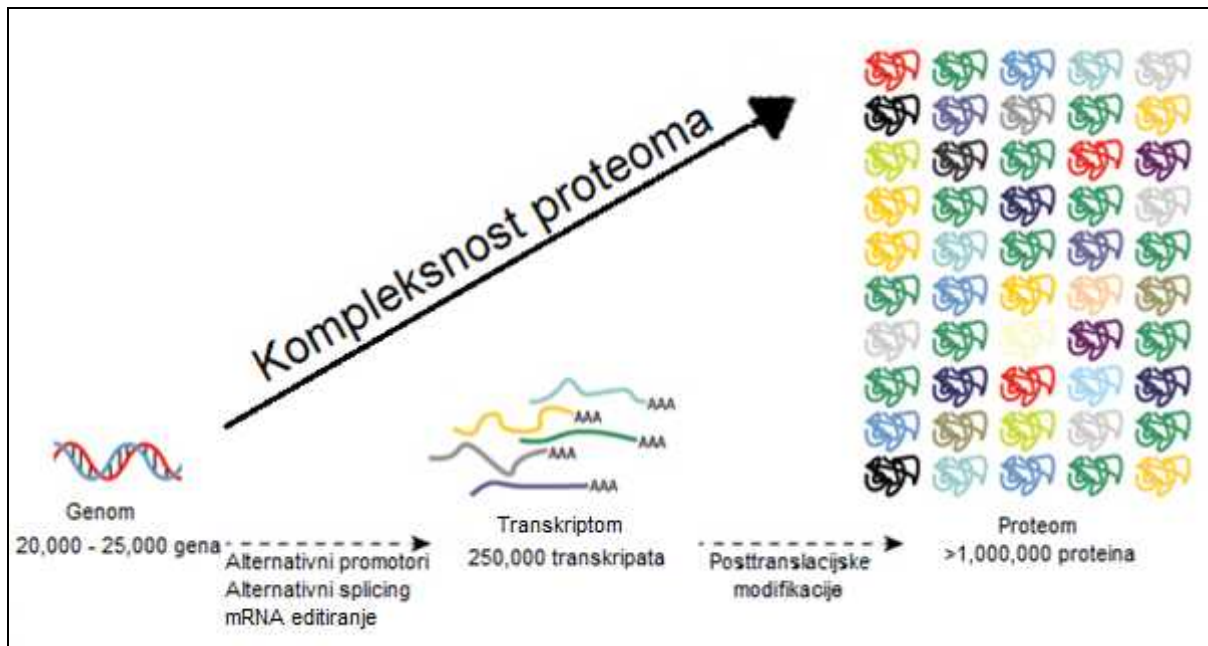 Kompleksnost proteoma
Genom
20,000 - 25,000 gena
Alternativni promotori
Alternativni splicing
mRNA editiranje
AAA
AAA
AAA
AAA
Transkriptom
250,000 transkripata
Posttranslacijske
modifikacije
Proteom
>1,000,000 proteina